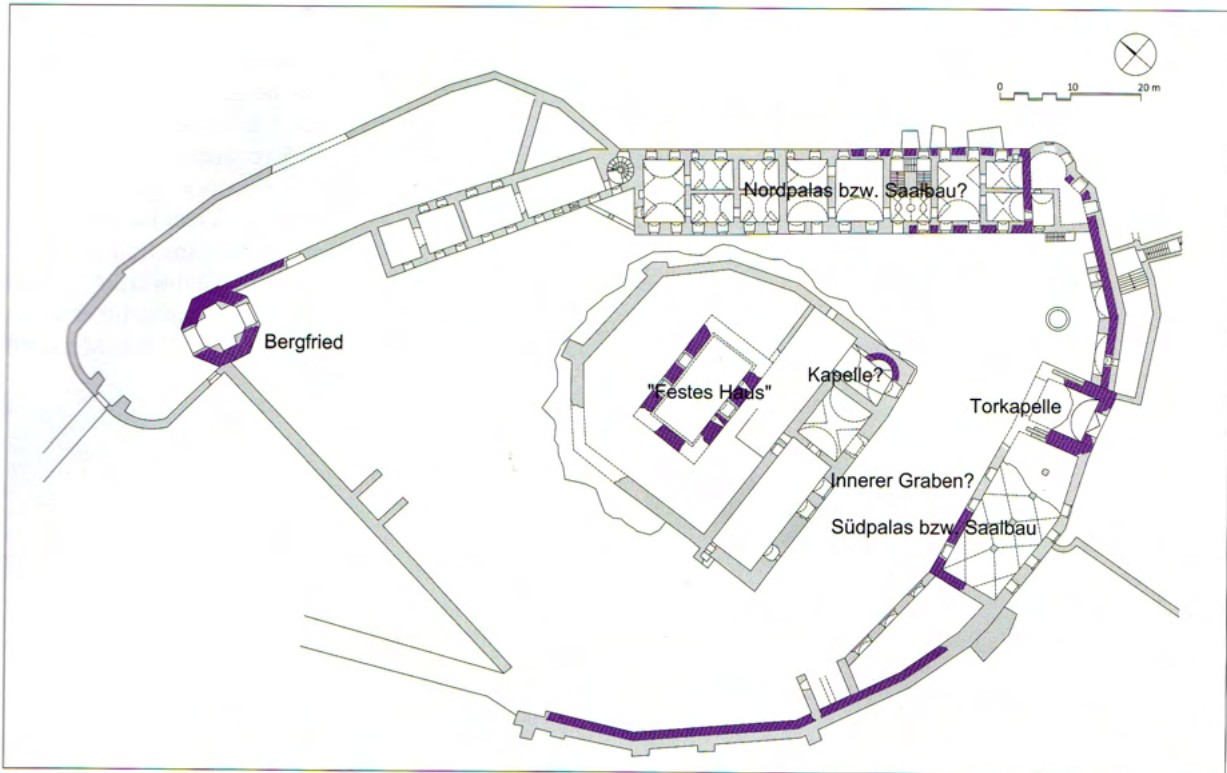 0 10 20 m
Nordpalas bzw. Saalbau?
Bergfried
"Festes Haus"
Kapelle?
Torkapelle
Innerer Graben?
Südpalas bzw. Saalbau